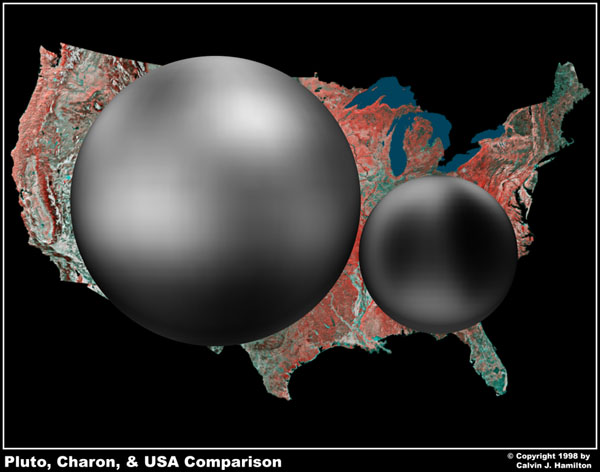 Pluto, Charon, & USA Comparison
© Copyright 1998 by
Calvin J. Hamilton